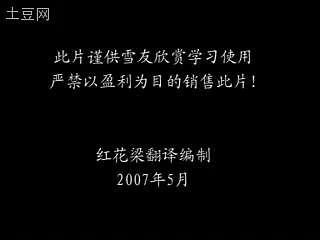 土豆网
此片谨供雪友欣赏学习使用
严禁以盈利为目的销售此片!
红花梁翻译编制
2007年5月